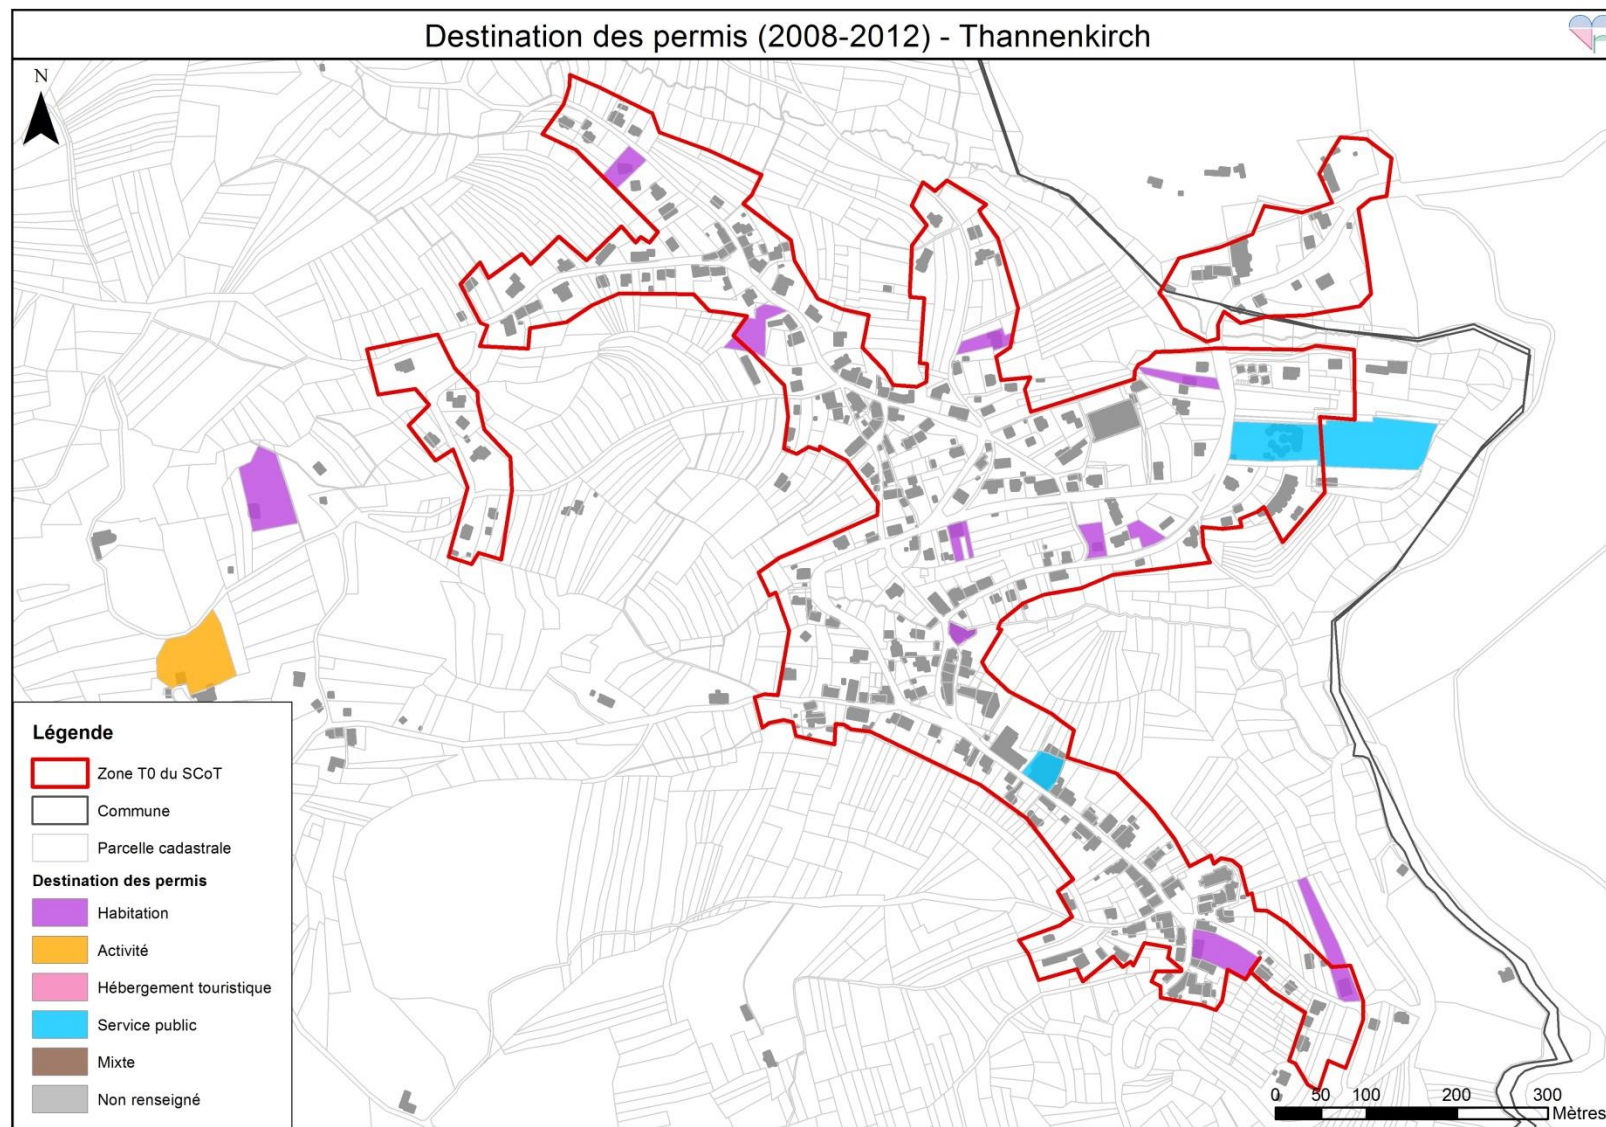 Destination des permis (2008-2012) - Thannenkirch
N
Légende
Zone T0 du SCoT
Commune
Parcelle cadastrale
Destination des permis
Habitation
Activité
Hébergement touristique
Service public
Mixte
Non renseigné
0 50 100 200 300
Mètres